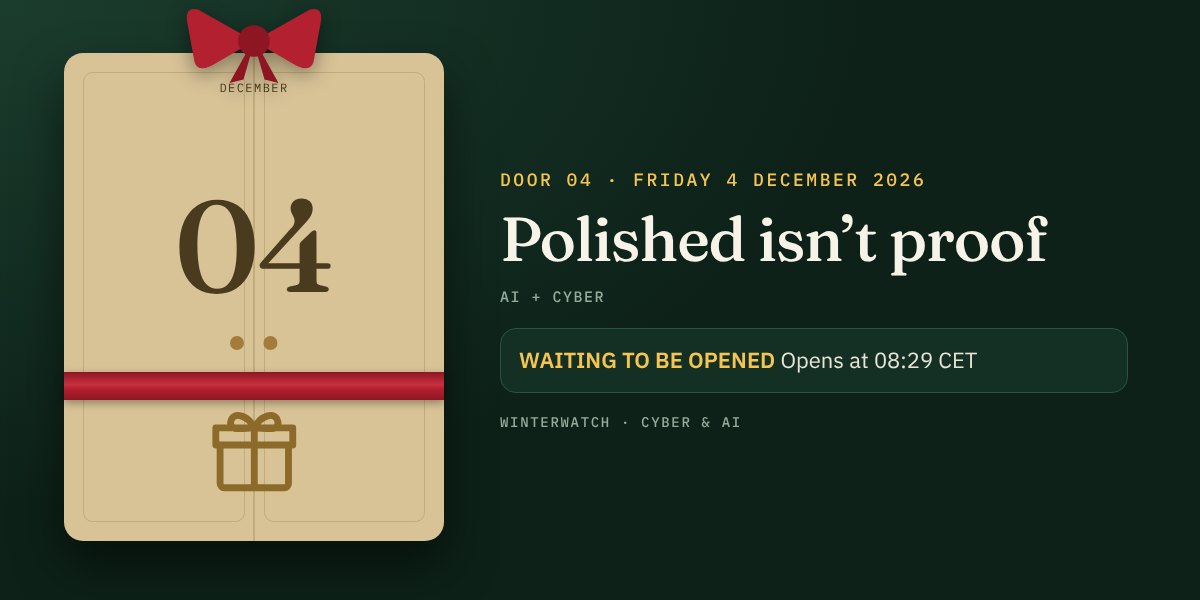 DECEMBER
04
DOOR 04 · FRIDAY 4 DECEMBER 2026
Polished isn’t proof
AI + CYBER
WAITING TO BE OPENED Opens at 08:29 CET
WINTERWATCH · CYBER & AI